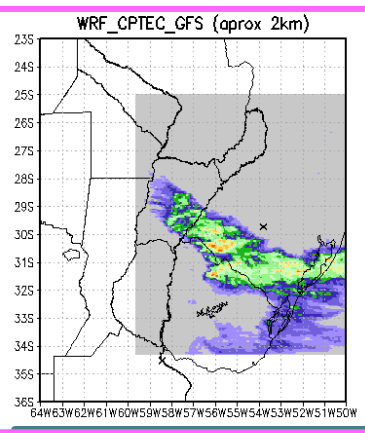 WRF_CPTEC_GFS (aprox 2km)
23S
24S
25S
26S
27S
28S
29S
30S
31S
32S
33S
34S
35S
36S
64W63W62W61W60W59W58W57W56W55W54W53W52W51W50W